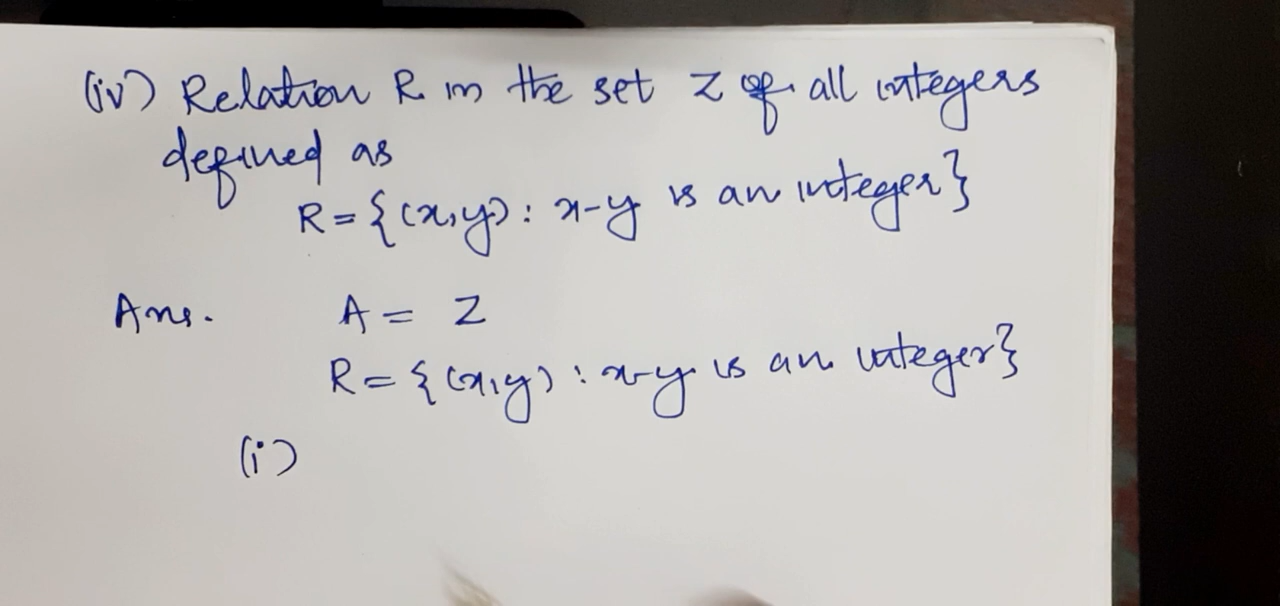 (iv) Relation R in the set Z of all integers
defined as
R = {(x,y) : x-y is an integer}
Ans. A = Z
R = {(x,y) : x-y is an integer}
(i)